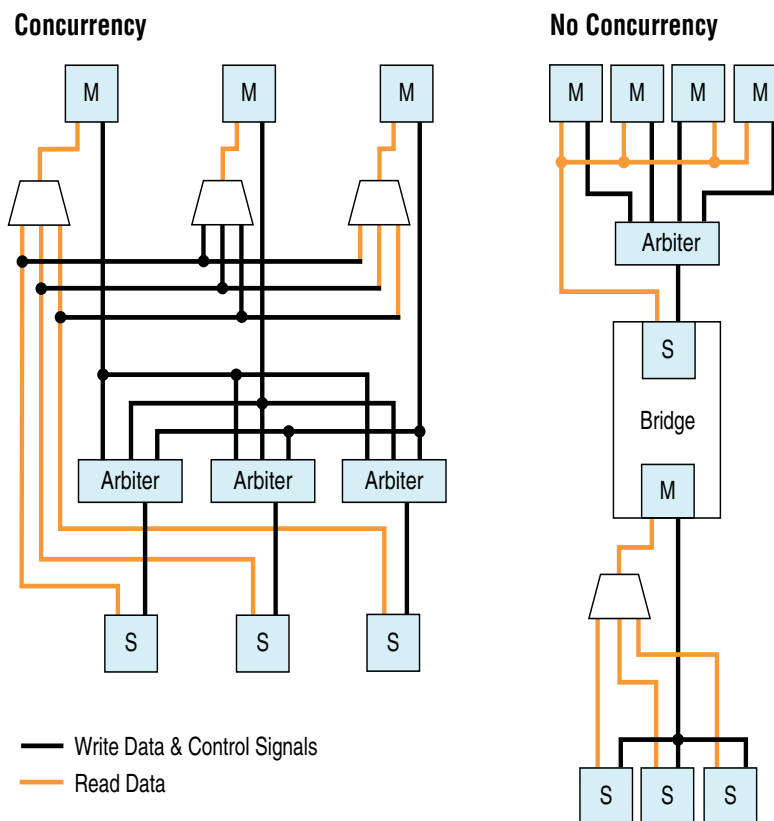 Concurrency
No Concurrency
M M M
M M M M
Arbiter
S
Bridge
M
Arbiter Arbiter Arbiter
S S S
Write Data & Control Signals
Read Data
S S S